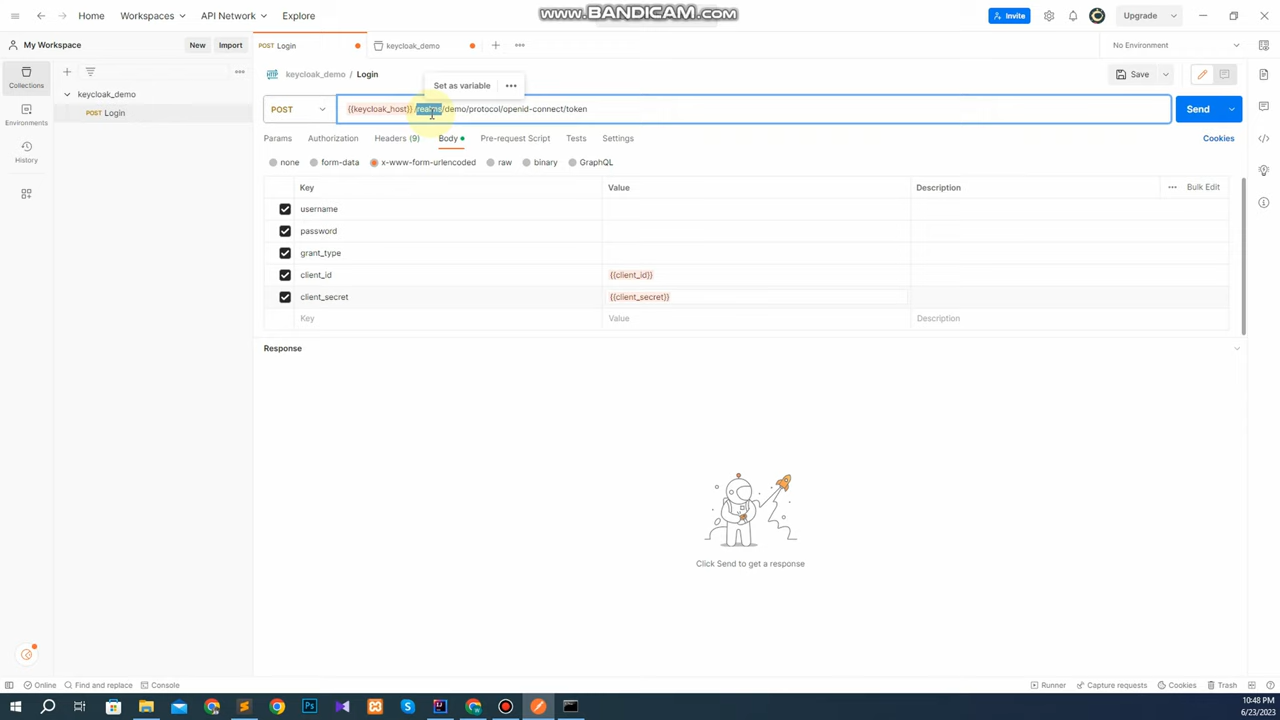 Home Workspaces API Network Explore
www.BANDICAM.com
Invite Upgrade
My Workspace New Import
POST Login keycloak_demo No Environment
keycloak_demo / Login Save
Set as variable
Collections
Environments
History
keycloak_demo
POST Login
POST {{keycloak_host}}/realms/demo/protocol/openid-connect/token Send
Params Authorization Headers (9) Body Pre-request Script Tests Settings Cookies
none form-data x-www-form-urlencoded raw binary GraphQL
Key Value Description Bulk Edit
username
password
grant_type
client_id {{client_id}}
client_secret {{client_secret}}
Key Value Description
Response
Click Send to get a response
Online Find and replace Console Runner Capture requests Cookies Trash
10:48 PM
6/23/2023